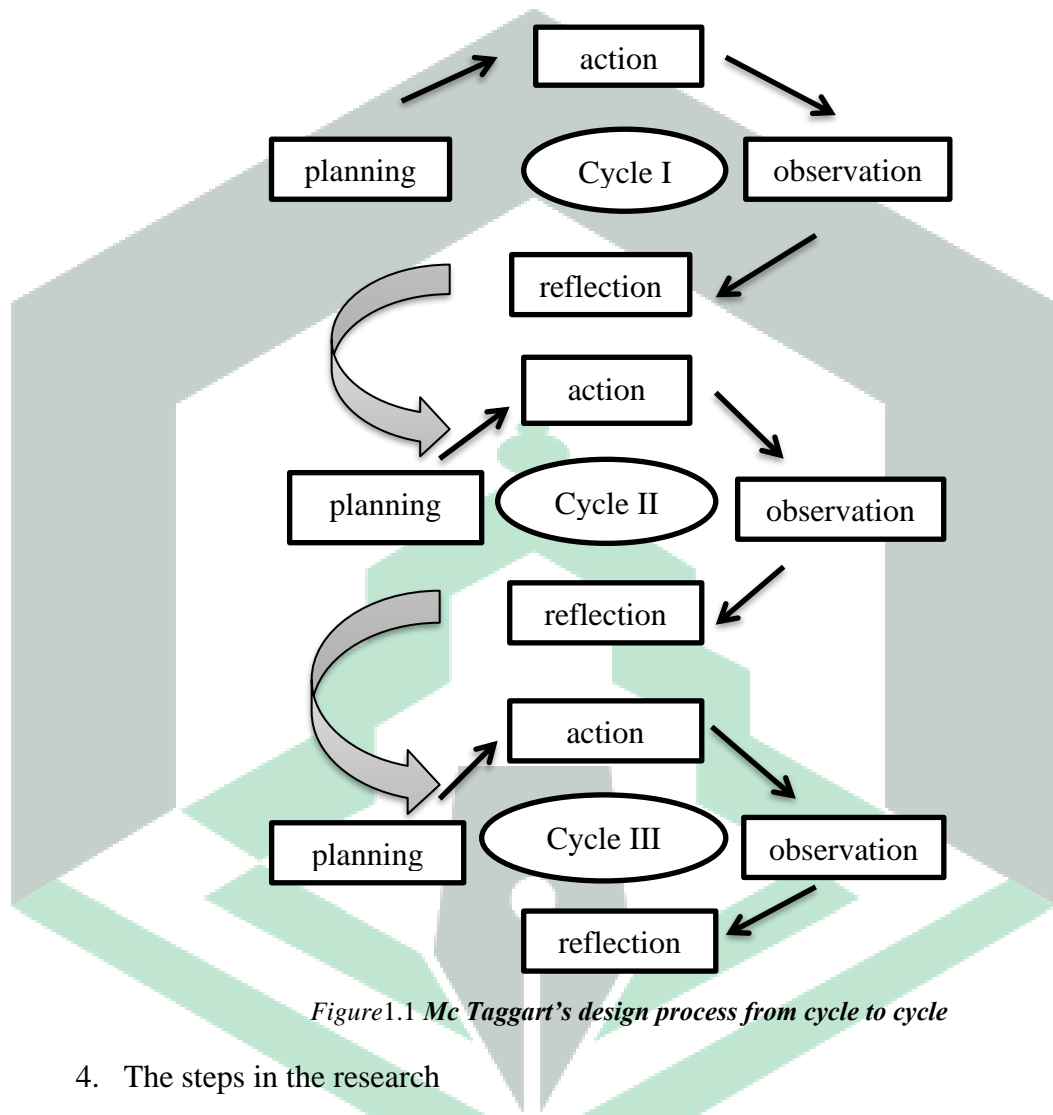 action
planning
Cycle I
observation
reflection
action
planning
Cycle II
observation
reflection
action
planning
Cycle III
observation
reflection
Figure1.1 Mc Taggart’s design process from cycle to cycle
4. The steps in the research